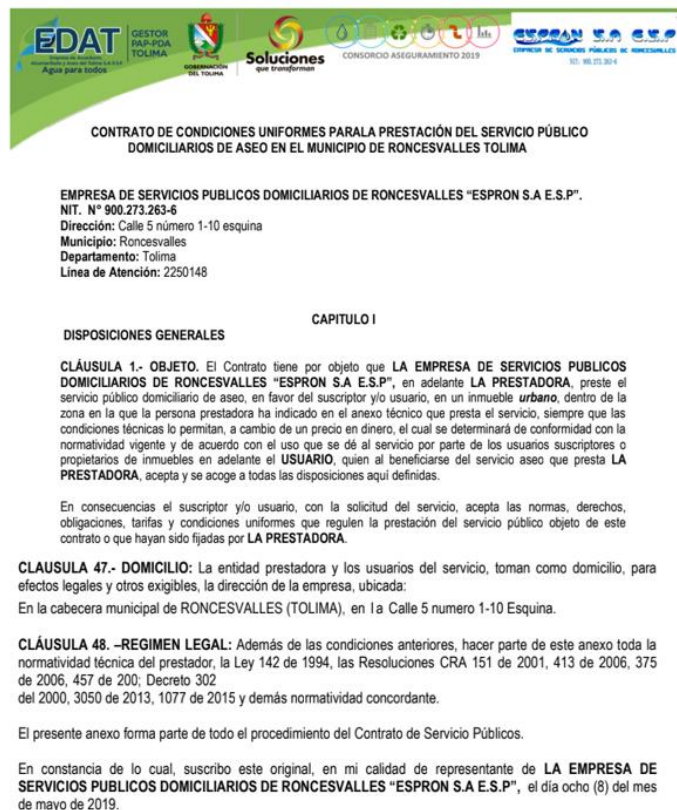 EDAT
Empresa de Acueducto
Alcantarillado y Aseo del Tolima S.A E.S.P
Agua para todos
GESTOR
PAP-PDA
TOLIMA
GOBERNACIÓN
DEL TOLIMA
Soluciones
que transforman
CONSORCIO ASEGURAMIENTO 2019
ESPRON S.A E.S.P
EMPRESA DE SERVICIOS PÚBLICOS DE RONCESVALLES
CONTRATO DE CONDICIONES UNIFORMES PARALA PRESTACIÓN DEL SERVICIO PÚBLICO
DOMICILIARIOS DE ASEO EN EL MUNICIPIO DE RONCESVALLES TOLIMA
EMPRESA DE SERVICIOS PUBLICOS DOMICILIARIOS DE RONCESVALLES “ESPRON S.A E.S.P”.
NIT. N° 900.273.263-6
Dirección: Calle 5 número 1-10 esquina
Municipio: Roncesvalles
Departamento: Tolima
Línea de Atención: 2250148
CAPITULO I
DISPOSICIONES GENERALES
CLÁUSULA 1.- OBJETO. El Contrato tiene por objeto que LA EMPRESA DE SERVICIOS PUBLICOS
DOMICILIARIOS DE RONCESVALLES “ESPRON S.A E.S.P”, en adelante LA PRESTADORA, preste el
servicio público domiciliario de aseo, en favor del suscriptor y/o usuario, en un inmueble urbano, dentro de la
zona en la que la persona prestadora ha indicado en el anexo técnico que presta el servicio, siempre que las
condiciones técnicas lo permitan, a cambio de un precio en dinero, el cual se determinará de conformidad con la
normatividad vigente y de acuerdo con el uso que se dé al servicio por parte de los usuarios suscriptores o
propietarios de inmuebles en adelante el USUARIO, quien al beneficiarse del servicio aseo que presta LA
PRESTADORA, acepta y se acoge a todas las disposiciones aquí definidas.
En consecuencias el suscriptor y/o usuario, con la solicitud del servicio, acepta las normas, derechos,
obligaciones, tarifas y condiciones uniformes que regulen la prestación del servicio público objeto de este
contrato o que hayan sido fijadas por LA PRESTADORA.
CLAUSULA 47.- DOMICILIO: La entidad prestadora y los usuarios del servicio, toman como domicilio, para
efectos legales y otros exigibles, la dirección de la empresa, ubicada:
En la cabecera municipal de RONCESVALLES (TOLIMA), en la Calle 5 numero 1-10 Esquina.
CLÁUSULA 48. –REGIMEN LEGAL: Además de las condiciones anteriores, hacer parte de este anexo toda la
normatividad técnica del prestador, la Ley 142 de 1994, las Resoluciones CRA 151 de 2001, 413 de 2006, 375
de 2006, 457 de 200; Decreto 302
del 2000, 3050 de 2013, 1077 de 2015 y demás normatividad concordante.
El presente anexo forma parte de todo el procedimiento del Contrato de Servicio Públicos.
En constancia de lo cual, suscribo este original, en mi calidad de representante de LA EMPRESA DE
SERVICIOS PUBLICOS DOMICILIARIOS DE RONCESVALLES “ESPRON S.A E.S.P”, el día ocho (8) del mes
de mayo de 2019.